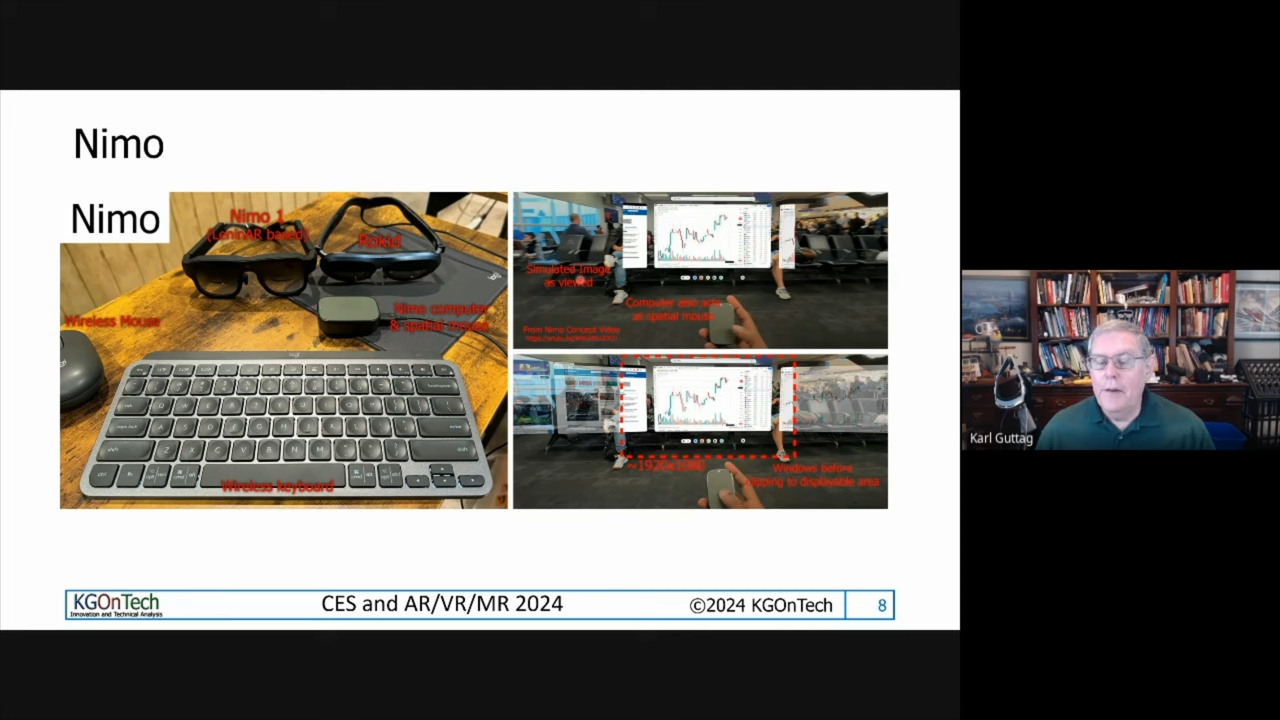 Nimo
Nimo
Nimo 1
(LeninAR based)
Rokid
Wireless Mouse
Nimo computer
& spatial mouse
Wireless keyboard
Simulated Image
as viewed
Computer also acts
as spatial mouse
From Nimo Concept Video
~1920x1080
Windows before
to displayable area
KGOnTech
Innovation and Technical Analysis
CES and AR/VR/MR 2024
©2024 KGOnTech
8
Karl Guttag